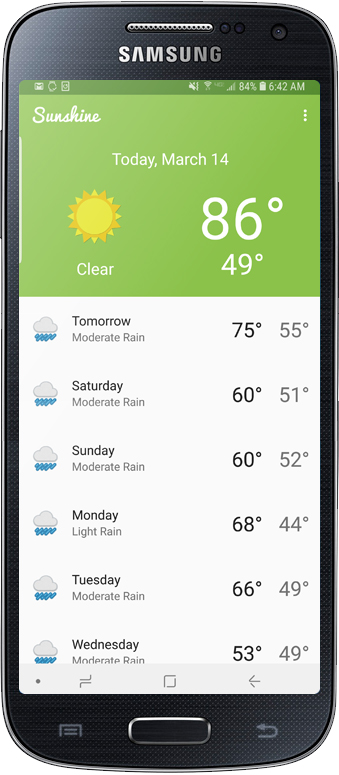 SAMSUNG
84% 6:42 AM
Sunshine
Today, March 14
86°
Clear
49°
Tomorrow
Moderate Rain
75° 55°
Saturday
Moderate Rain
60° 51°
Sunday
Moderate Rain
60° 52°
Monday
Light Rain
68° 44°
Tuesday
Moderate Rain
66° 49°
Wednesday
Moderate Rain
53° 49°